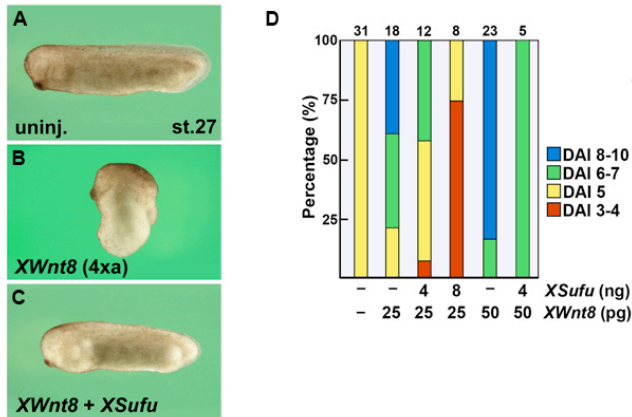 A
uninj. st.27
B
XWnt8 (4xa)
C
XWnt8 + XSufu
D
31 18 12 8 23 5
100
75
50
25
Percentage (%)
DAI 8-10
DAI 6-7
DAI 5
DAI 3-4
– – 4 8 – 4 XSufu (ng)
– 25 25 25 50 50 XWnt8 (pg)